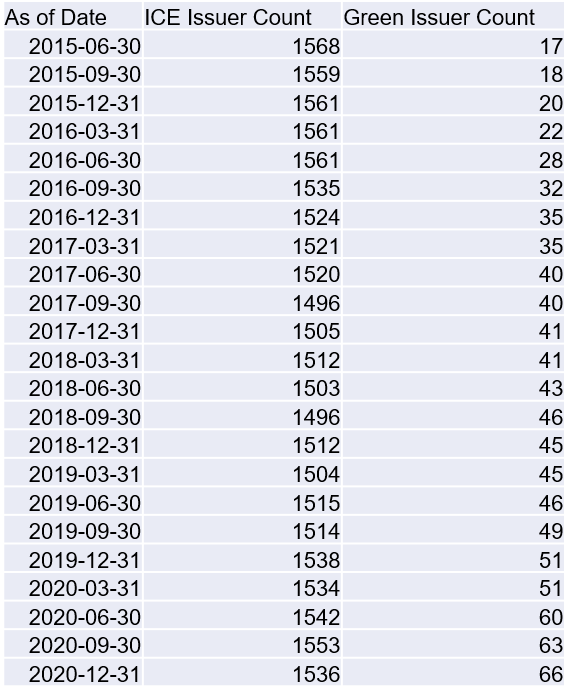 As of Date ICE Issuer Count Green Issuer Count
2015-06-30 1568 17
2015-09-30 1559 18
2015-12-31 1561 20
2016-03-31 1561 22
2016-06-30 1561 28
2016-09-30 1535 32
2016-12-31 1524 35
2017-03-31 1521 35
2017-06-30 1520 40
2017-09-30 1496 40
2017-12-31 1505 41
2018-03-31 1512 41
2018-06-30 1503 43
2018-09-30 1496 46
2018-12-31 1512 45
2019-03-31 1504 45
2019-06-30 1515 46
2019-09-30 1514 49
2019-12-31 1538 51
2020-03-31 1534 51
2020-06-30 1542 60
2020-09-30 1553 63
2020-12-31 1536 66